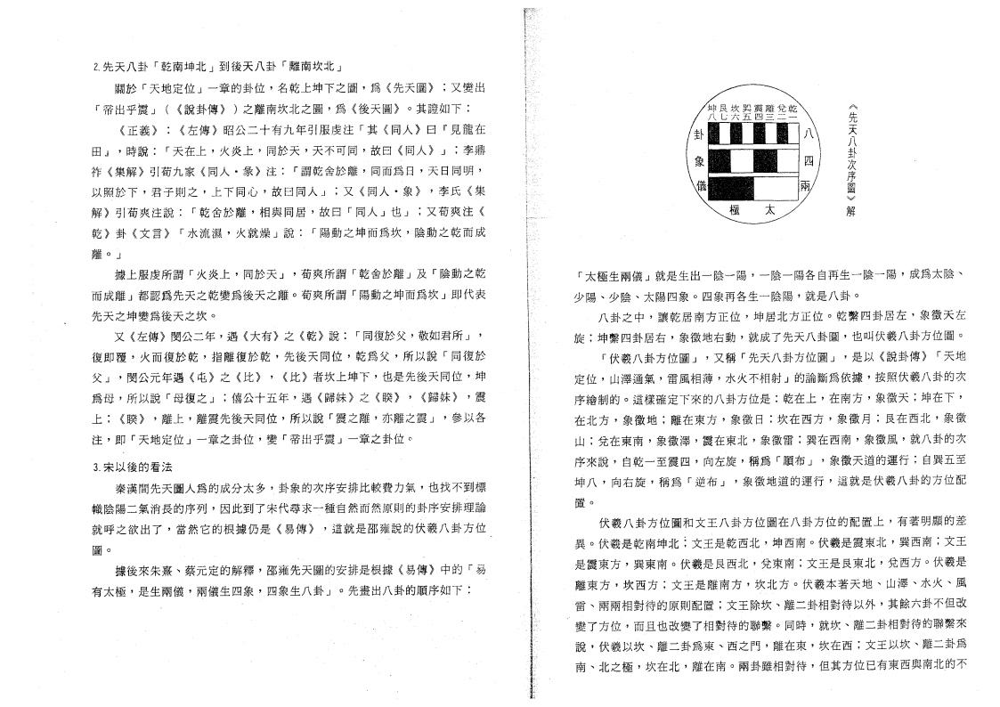 2.先天八卦「乾南坤北」到後天八卦「離南坎北」
關於「天地定位」一章的卦位，名乾上坤下之圖，爲《先天圖》；又變出
「帝出乎震」（《說卦傳》）之離南坎北之圖，爲《後天圖》。其證如下：
《正義》：《左傳》昭公二十有九年引服虔注「其《同人》曰『見龍在
田』，時說：「天在上，火炎上，同於天，天不可同，故曰《同人》」；李鼎
祚《集解》引荀九家《同人・彖》注：「謂乾舍於離，同而爲日，天日同明，
以照於下，君子則之，上下同心，故曰同人」；又《同人・象》，李氏《集
解》引荀爽注說：「乾舍於離，相與同居，故曰「同人」也」；又荀爽注《
乾》卦《文言》「水流濕，火就燥」說：「陽動之坤而爲坎，陰動之乾而成
離。」
據上服虔所謂「火炎上，同於天」，荀爽所謂「乾舍於離」及「陰動之乾
而成離」都認爲先天之乾變爲後天之離。荀爽所謂「陽動之坤而爲坎」即代表
先天之坤變爲後天之坎。
又《左傳》閔公二年，遇《大有》之《乾》說：「同復於父，敬如君所」，
復即覆，火而復於乾，指離復於乾，先後天同位，乾爲父，所以說「同復於
父」，閔公元年遇《屯》之《比》，《比》者坎上坤下，也是先後天同位，坤
爲母，所以說「母復之」；僖公十五年，遇《歸妹》之《睽》，《歸妹》，震
上；《睽》，離上，離震先後天同位，所以說「震之離，亦離之震」，參以各
注，即「天地定位」一章之卦位，變「帝出乎震」一章之卦位。
3.宋以後的看法
秦漢間先天圖人爲的成分太多，卦象的次序安排比較費力氣，也找不到標
幟陰陽二氣消長的序列，因此到了宋代尋求一種自然而然原則的卦序安排理論
就呼之欲出了，當然它的根據仍是《易傳》，這就是邵雍說的伏羲八卦方位
圖。
據後來朱熹、蔡元定的解釋，邵雍先天圖的安排是根據《易傳》中的「易
有太極，是生兩儀，兩儀生四象，四象生八卦」。先畫出八卦的順序如下：
《先天八卦次序圖》解
坤八 艮七 坎六 巽五 震四 離三 兌二 乾一
卦 八
象 四
儀 兩
極 太
「太極生兩儀」就是生出一陰一陽，一陰一陽各自再生一陰一陽，成爲太陰、
少陽、少陰、太陽四象。四象再各生一陰陽，就是八卦。
八卦之中，讓乾居南方正位，坤居北方正位。乾繫四卦居左，象徵天左
旋；坤繫四卦居右，象徵地右動，就成了先天八卦圖，也叫伏羲八卦方位圖。
「伏羲八卦方位圖」，又稱「先天八卦方位圖」，是以《說卦傳》「天地
定位，山澤通氣，雷風相薄，水火不相射」的論斷爲依據，按照伏羲八卦的次
序繪制的。這樣確定下來的八卦方位是：乾在上，在南方，象徵天；坤在下，
在北方，象徵地；離在東方，象徵日；坎在西方，象徵月；艮在西北，象徵
山；兌在東南，象徵澤，震在東北，象徵雷；巽在西南，象徵風，就八卦的次
序來說，自乾一至震四，向左旋，稱爲「順布」，象徵天道的運行；自巽五至
坤八，向右旋，稱爲「逆布」，象徵地道的運行，這就是伏羲八卦的方位配
置。
伏羲八卦方位圖和文王八卦方位圖在八卦方位的配置上，有著明顯的差
異。伏羲是乾南坤北；文王是乾西北，坤西南。伏羲是震東北，巽西南；文王
是震東方，巽東南。伏羲是艮西北，兌東南；文王是艮東北，兌西方。伏羲是
離東方，坎西方；文王是離南方，坎北方。伏羲本著天地、山澤、水火、風
雷、兩兩相對待的原則配置；文王除坎、離二卦相對待以外，其餘六卦不但改
變了方位，而且也改變了相對待的聯繫。同時，就坎、離二卦相對待的聯繫來
說，伏羲以坎、離二卦爲東、西之門，離在東，坎在西；文王以坎、離二卦爲
南、北之極，坎在北，離在南。兩卦雖相對待，但其方位已有東西與南北的不